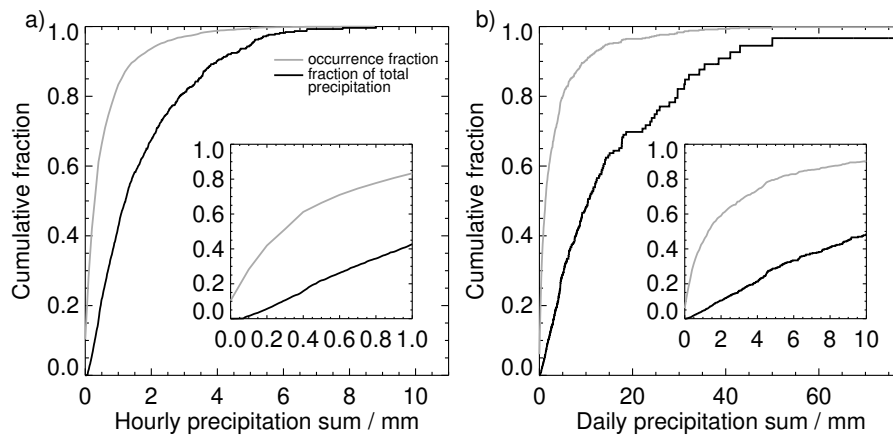 a)
1.0
0.8
0.6
0.4
0.2
0.0
Cumulative fraction
occurrence fraction
fraction of total
precipitation
1.0
0.8
0.6
0.4
0.2
0.0
0.0 0.2 0.4 0.6 0.8 1.0
0 2 4 6 8 10
Hourly precipitation sum / mm
b)
1.0
0.8
0.6
0.4
0.2
0.0
Cumulative fraction
1.0
0.8
0.6
0.4
0.2
0.0
0 2 4 6 8 10
0 20 40 60
Daily precipitation sum / mm